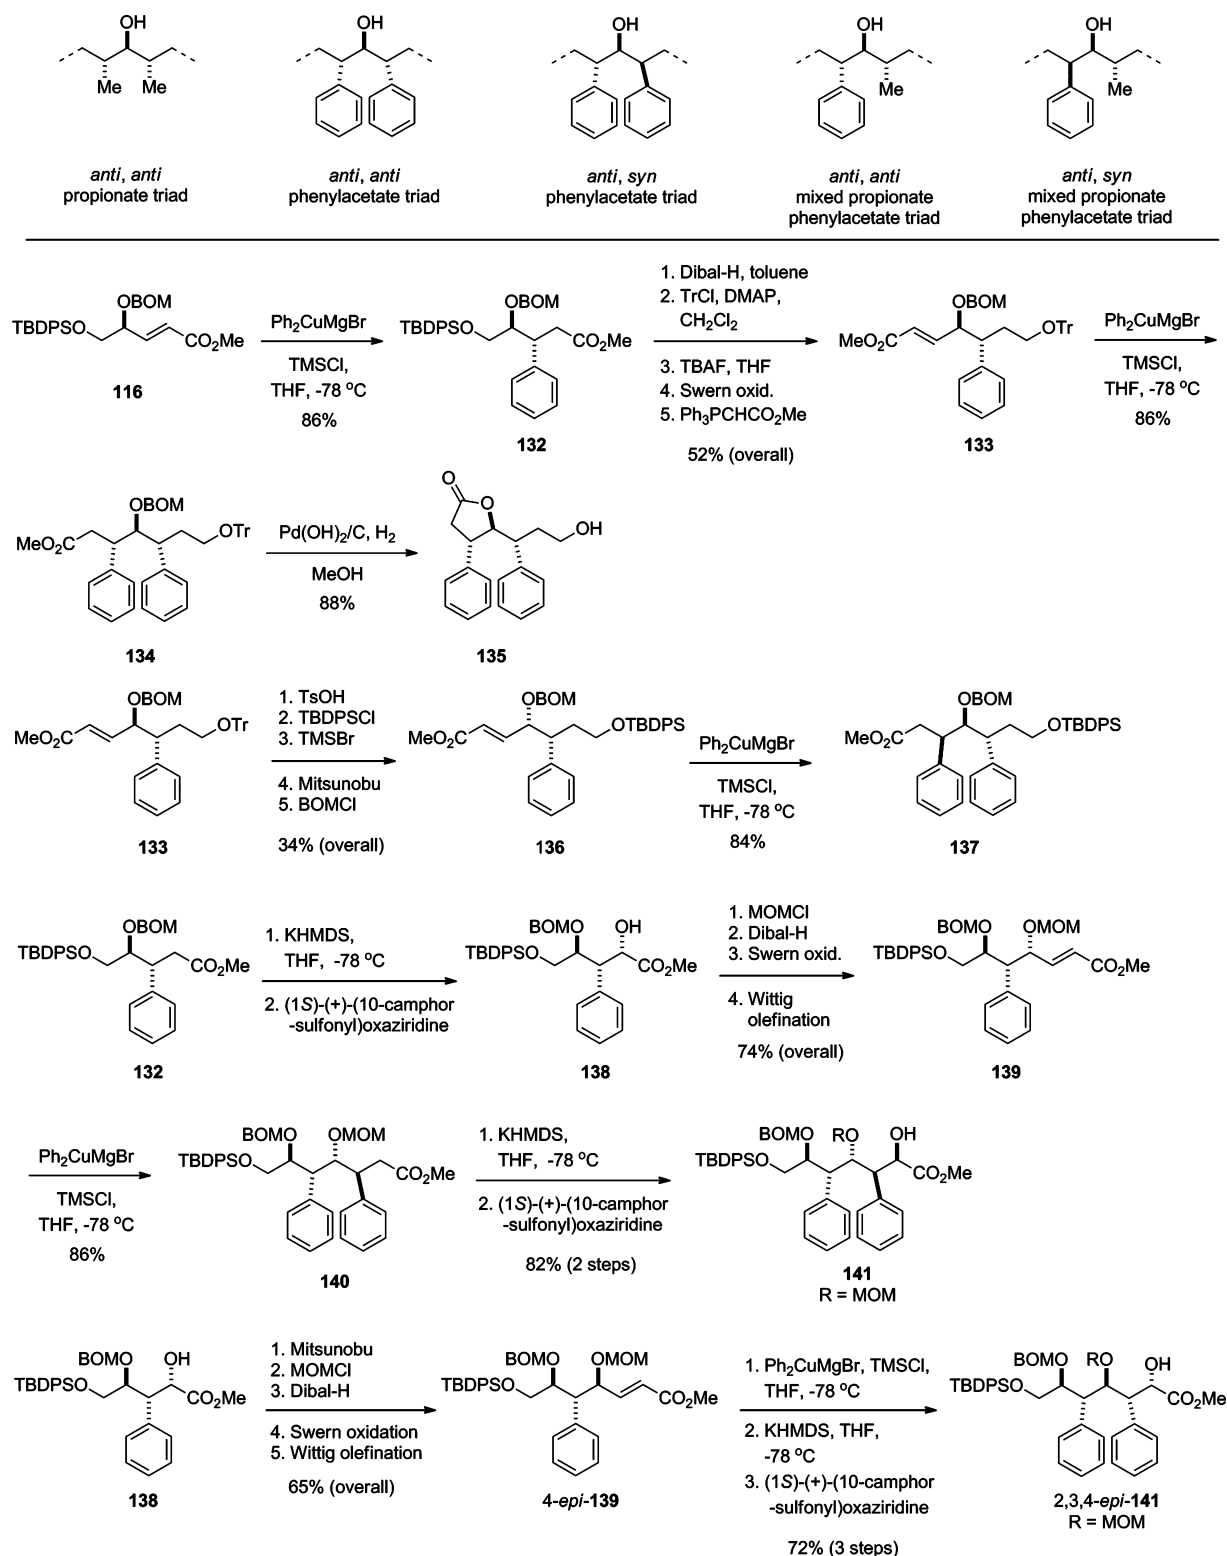 OH
Me Me
anti, anti
propionate triad
OH
anti, anti
phenylacetate triad
OH
anti, syn
phenylacetate triad
OH
Me
anti, anti
mixed propionate
phenylacetate triad
OH
Me
anti, syn
mixed propionate
phenylacetate triad
OBOM
TBDPSO
CO2Me
116
Ph2CuMgBr
TMSCl,
THF, -78 °C
86%
OBOM
TBDPSO
CO2Me
132
1. Dibal-H, toluene
2. TrCl, DMAP,
CH2Cl2
3. TBAF, THF
4. Swern oxid.
5. Ph3PCHCO2Me
52% (overall)
OBOM
MeO2C
OTr
133
Ph2CuMgBr
TMSCl,
THF, -78 °C
86%
OBOM
MeO2C
OTr
134
Pd(OH)2/C, H2
MeOH
88%
O
O
OH
135
OBOM
MeO2C
OTr
133
1. TsOH
2. TBDPSCl
3. TMSBr
4. Mitsunobu
5. BOMCl
34% (overall)
OBOM
MeO2C
OTBDPS
136
Ph2CuMgBr
TMSCl,
THF, -78 °C
84%
OBOM
MeO2C
OTBDPS
137
OBOM
TBDPSO
CO2Me
132
1. KHMDS,
THF, -78 °C
2. (1S)-(+)-(10-camphor
-sulfonyl)oxaziridine
BOMO OH
TBDPSO
CO2Me
138
1. MOMCl
2. Dibal-H
3. Swern oxid.
4. Wittig
olefination
74% (overall)
BOMO OMOM
TBDPSO
CO2Me
139
Ph2CuMgBr
TMSCl,
THF, -78 °C
86%
BOMO OMOM
TBDPSO
CO2Me
140
1. KHMDS,
THF, -78 °C
2. (1S)-(+)-(10-camphor
-sulfonyl)oxaziridine
82% (2 steps)
BOMO RO OH
TBDPSO
CO2Me
141
R = MOM
BOMO OH
TBDPSO
CO2Me
138
1. Mitsunobu
2. MOMCl
3. Dibal-H
4. Swern oxidation
5. Wittig olefination
65% (overall)
BOMO OMOM
TBDPSO
CO2Me
4-epi-139
1. Ph2CuMgBr, TMSCl,
THF, -78 °C
2. KHMDS, THF,
-78 °C
3. (1S)-(+)-(10-camphor
-sulfonyl)oxaziridine
72% (3 steps)
BOMO RO OH
TBDPSO
CO2Me
2,3,4-epi-141
R = MOM